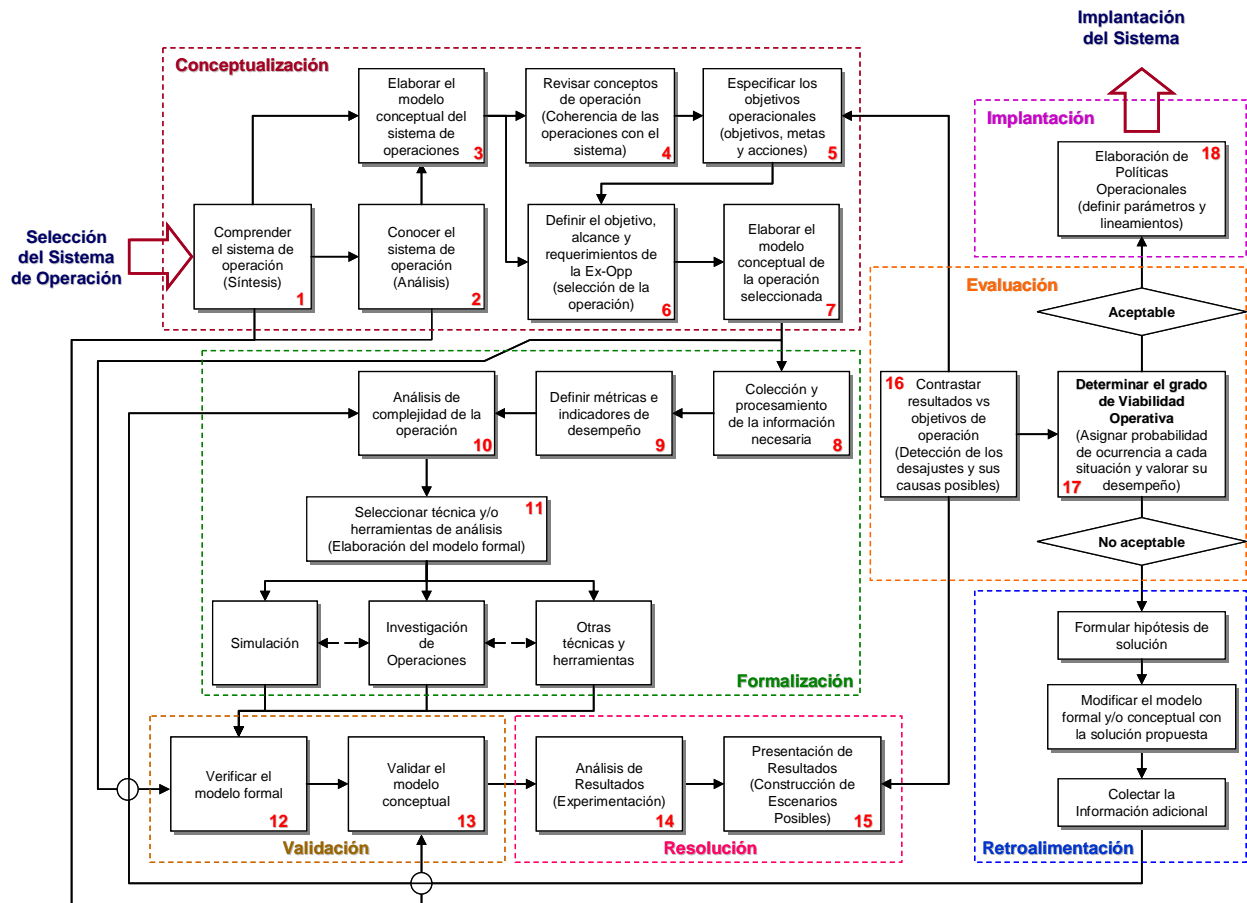 Implantación
del Sistema
Conceptualización
Elaborar el
modelo
conceptual del
sistema de
operaciones
3
Revisar conceptos
de operación
(Coherencia de las
operaciones con el
sistema)
4
Especificar los
objetivos
operacionales
(objetivos, metas
y acciones)
5
Implantación
Elaboración de
Políticas
Operacionales
(definir parámetros y
lineamientos)
18
Selección
del Sistema
de Operación
Comprender
el sistema de
operación
(Síntesis)
1
Conocer el
sistema de
operación
(Análisis)
2
Definir el objetivo,
alcance y
requerimientos de
la Ex-Opp
(selección de la
operación)
6
Elaborar el
modelo
conceptual de
la operación
seleccionada
7
Evaluación
Aceptable
Análisis de
complejidad de la
operación
10
Definir métricas e
indicadores de
desempeño
9
Colección y
procesamiento
de la información
necesaria
8
16
Contrastar
resultados vs
objetivos de
operación
(Detección de los
desajustes y sus
causas posibles)
Determinar el grado
de Viabilidad
Operativa
(Asignar probabilidad
de ocurrencia a cada
situación y valorar su
desempeño)
17
Seleccionar técnica y/o
herramientas de análisis
(Elaboración del modelo formal)
11
No aceptable
Simulación
Investigación
de
Operaciones
Otras
técnicas y
herramientas
Formalización
Formular hipótesis de
solución
Modificar el modelo
formal y/o conceptual con
la solución propuesta
Colectar la
Información adicional
Retroalimentación
Verificar el
modelo formal
12
Validar el
modelo
conceptual
13
Validación
Análisis de
Resultados
(Experimentación)
14
Presentación de
Resultados
(Construcción de
Escenarios
Posibles)
15
Resolución